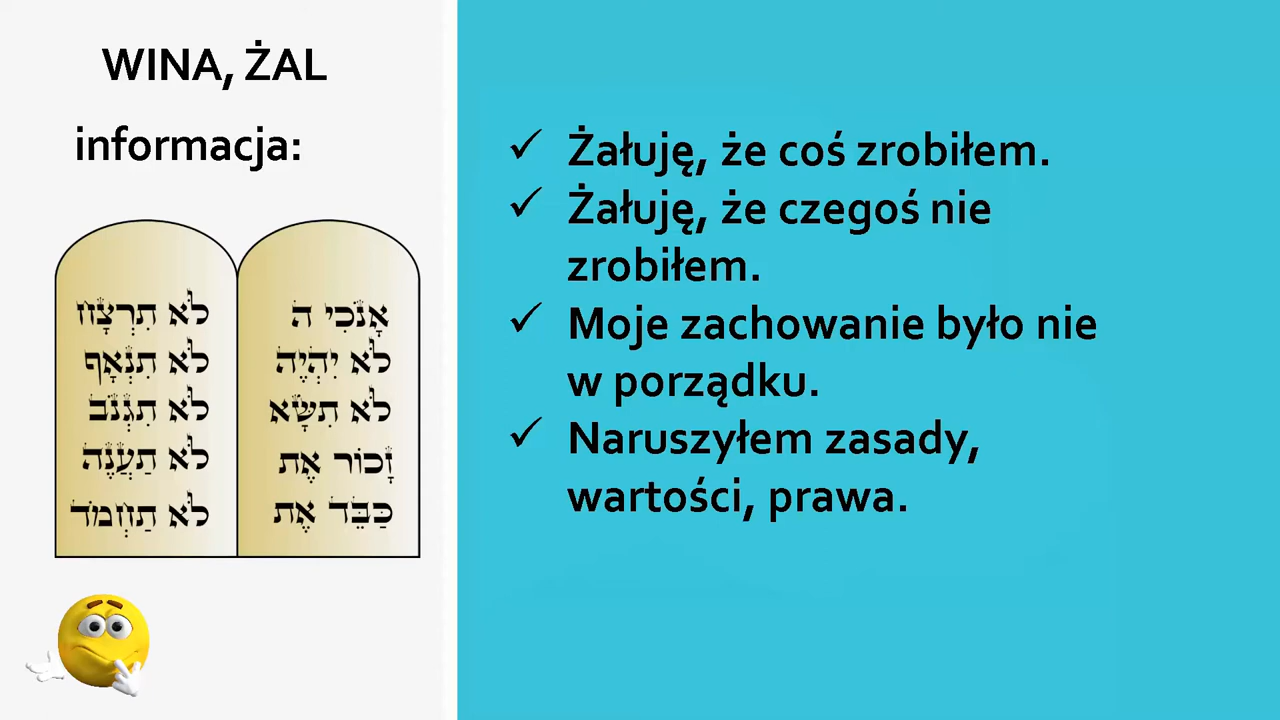 WINA, ŻAL
informacja:
אָנֹכִי ה
לֹא יִהְיֶה
לֹא תִשָּׂא
זָכוֹר אֶת
כַּבֵּד אֶת
לֹא תִרְצָח
לֹא תִנְאָף
לֹא תִגְנֹב
לֹא תַעֲנֶה
לֹא תַחְמֹד
✓ Żałuję, że coś zrobiłem.
✓ Żałuję, że czegoś nie
zrobiłem.
✓ Moje zachowanie było nie
w porządku.
✓ Naruszyłem zasady,
wartości, prawa.